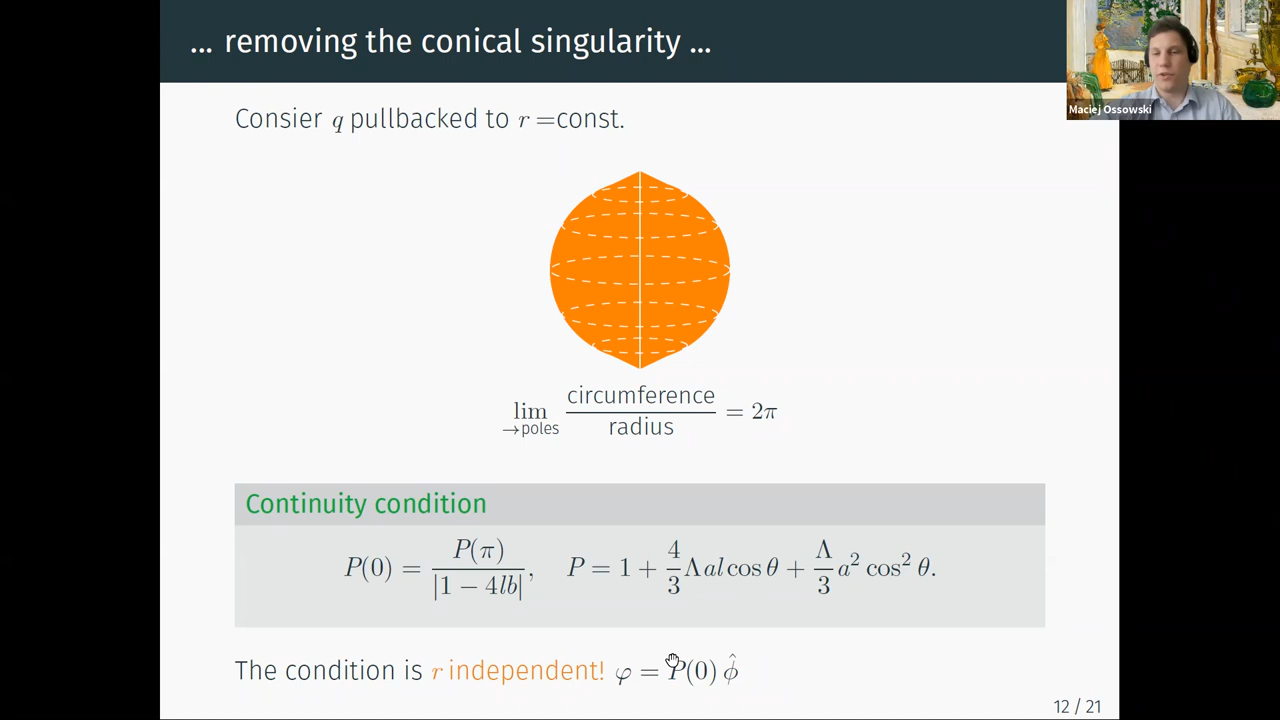 ... removing the conical singularity ...
Maciej Ossowski
Consier q pullbacked to r =const.
lim →poles circumference / radius = 2π
Continuity condition
P(0) = P(π) / |1 − 4lb|, P = 1 + 4/3 Λal cos θ + Λ/3 a² cos² θ.
The condition is r independent! φ = P(0) ϕ̂
12 / 21